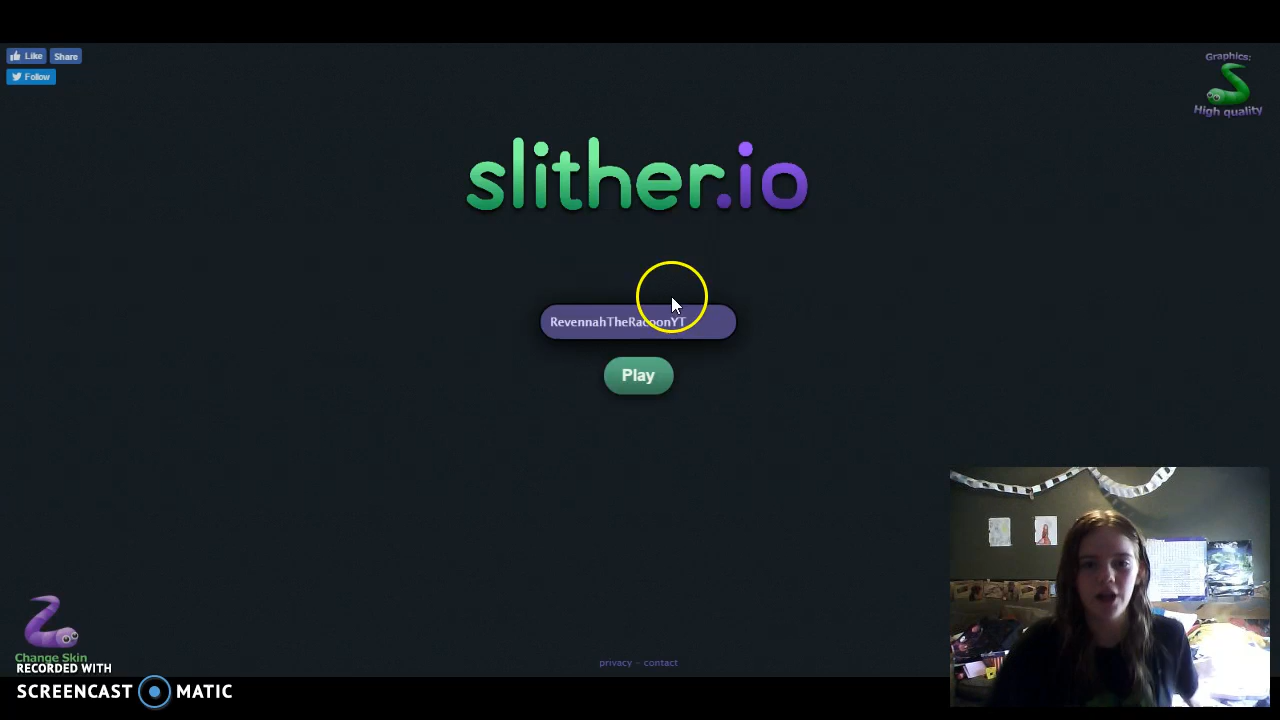 Like Share
Follow
Graphics:
High quality
slither.io
RevennahTheRacoonYT
Play
Change Skin
privacy - contact
RECORDED WITH
SCREENCAST MATIC